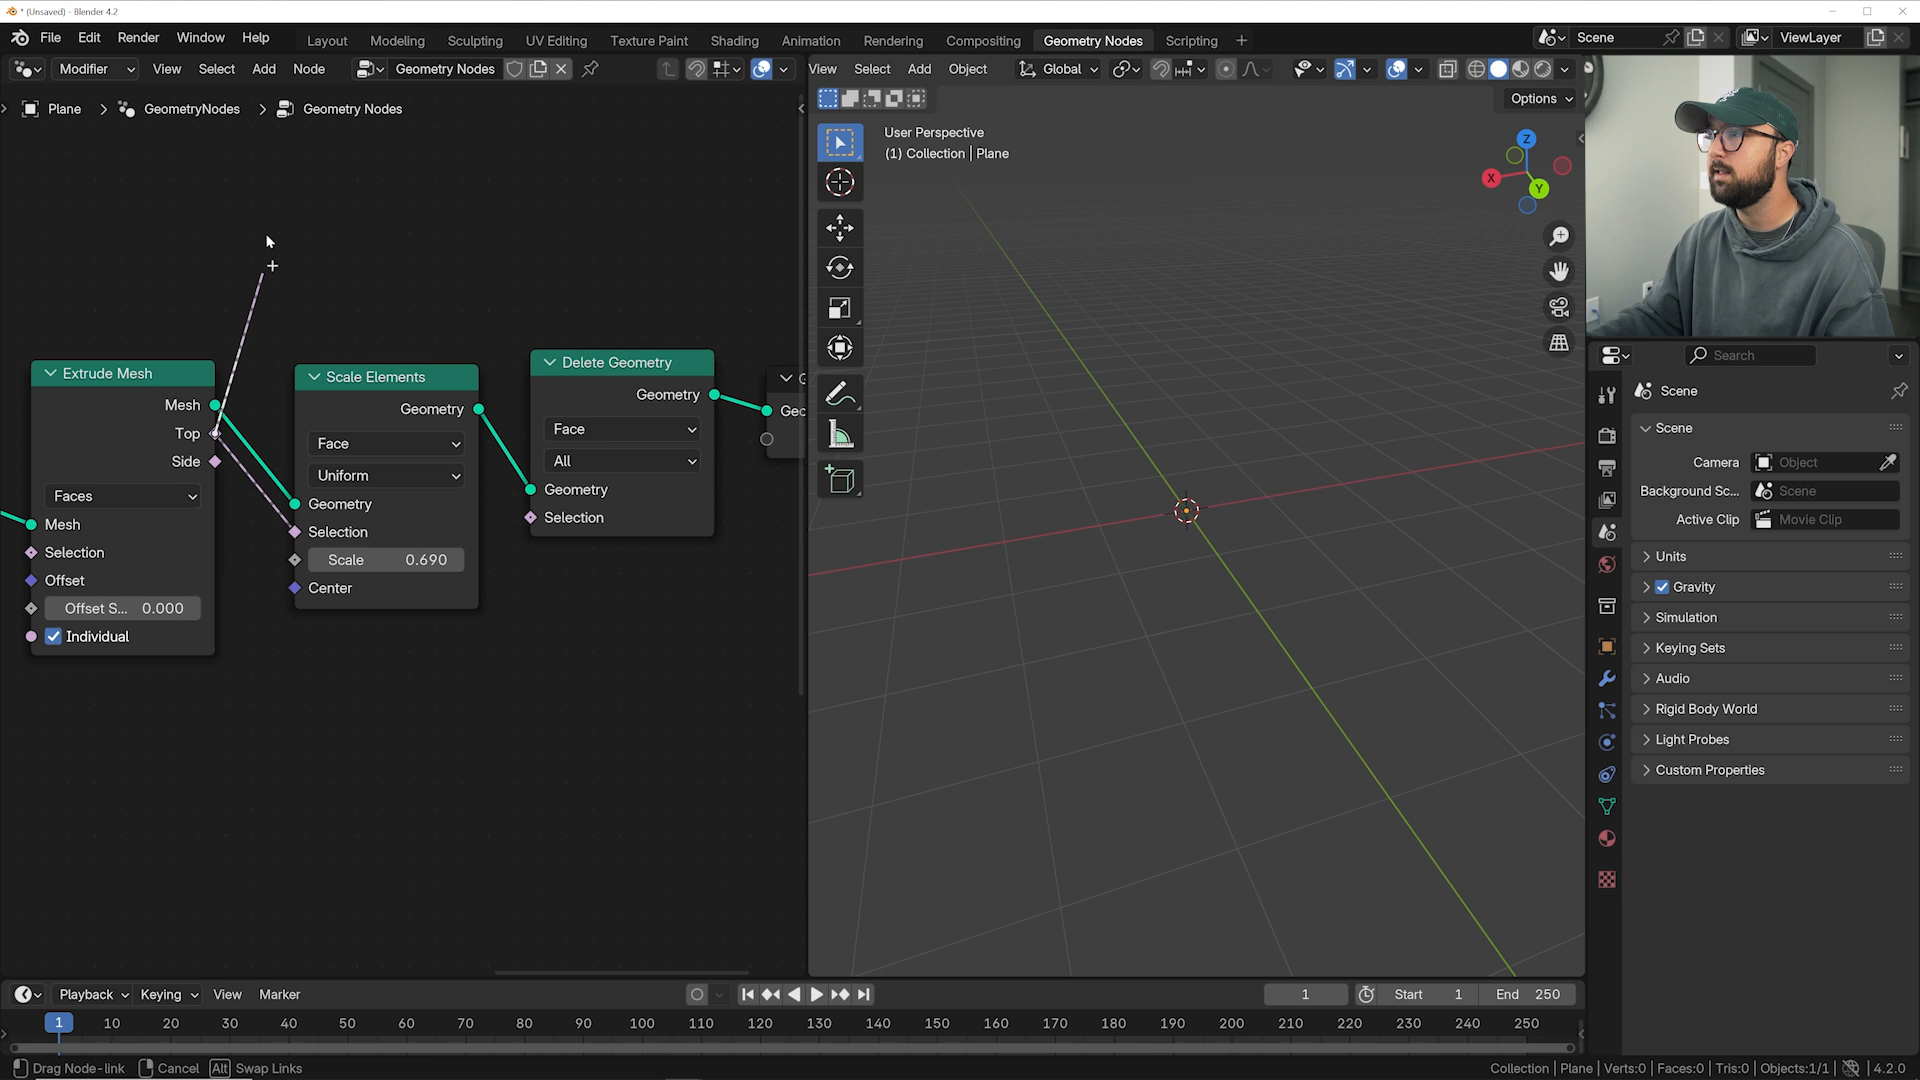 * (Unsaved) - Blender 4.2
File Edit Render Window Help
Layout Modeling Sculpting UV Editing Texture Paint Shading Animation Rendering Compositing Geometry Nodes Scripting +
Scene
ViewLayer
Modifier View Select Add Node Geometry Nodes
View Select Add Object Global
Plane > GeometryNodes > Geometry Nodes
Options
User Perspective
(1) Collection | Plane
Z
X
Y
Extrude Mesh
Mesh
Top
Side
Faces
Mesh
Selection
Offset
Offset S... 0.000
Individual
Scale Elements
Geometry
Face
Uniform
Geometry
Selection
Scale 0.690
Center
Delete Geometry
Geometry
Face
All
Geometry
Selection
G
Geo
Search
Scene
Scene
Camera Object
Background Sc... Scene
Active Clip Movie Clip
Units
Gravity
Simulation
Keying Sets
Audio
Rigid Body World
Light Probes
Custom Properties
Playback Keying View Marker
1 Start 1 End 250
1 10 20 30 40 50 60 70 80 90 100 110 120 130 140 150 160 170 180 190 200 210 220 230 240 250
Drag Node-link Cancel Alt Swap Links
Collection | Plane | Verts:0 | Faces:0 | Tris:0 | Objects:1/1 | 4.2.0